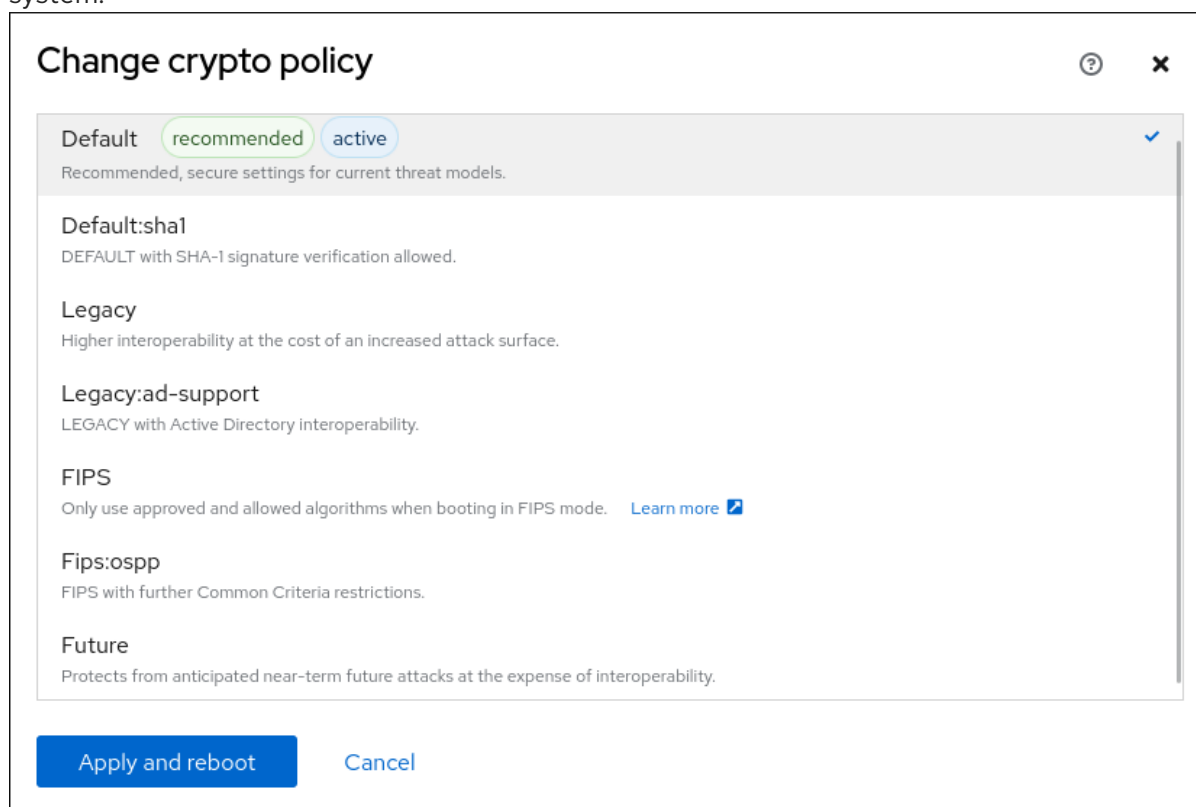 system.
Change crypto policy
Default recommended active
Recommended, secure settings for current threat models.
Default:sha1
DEFAULT with SHA-1 signature verification allowed.
Legacy
Higher interoperability at the cost of an increased attack surface.
Legacy:ad-support
LEGACY with Active Directory interoperability.
FIPS
Only use approved and allowed algorithms when booting in FIPS mode. Learn more
Fips:ospp
FIPS with further Common Criteria restrictions.
Future
Protects from anticipated near-term future attacks at the expense of interoperability.
Apply and reboot Cancel